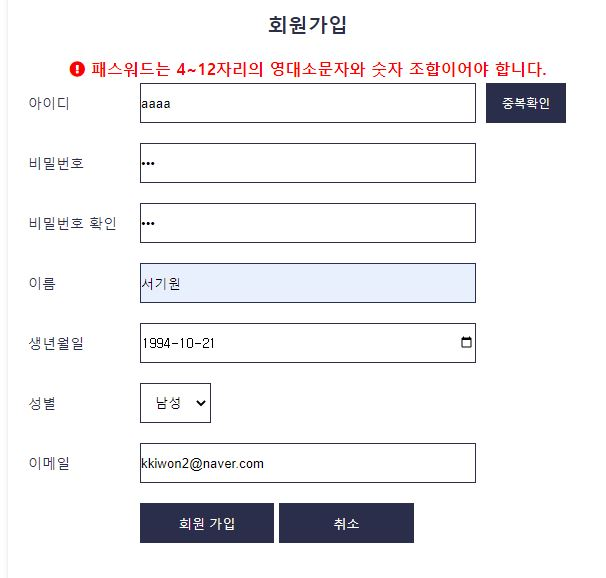 회원가입
패스워드는 4~12자리의 영대소문자와 숫자 조합이어야 합니다.
아이디 aaaa 중복확인
비밀번호 •••
비밀번호 확인 •••
이름 서기원
생년월일 1994-10-21
성별 남성
이메일 kkiwon2@naver.com
회원 가입 취소